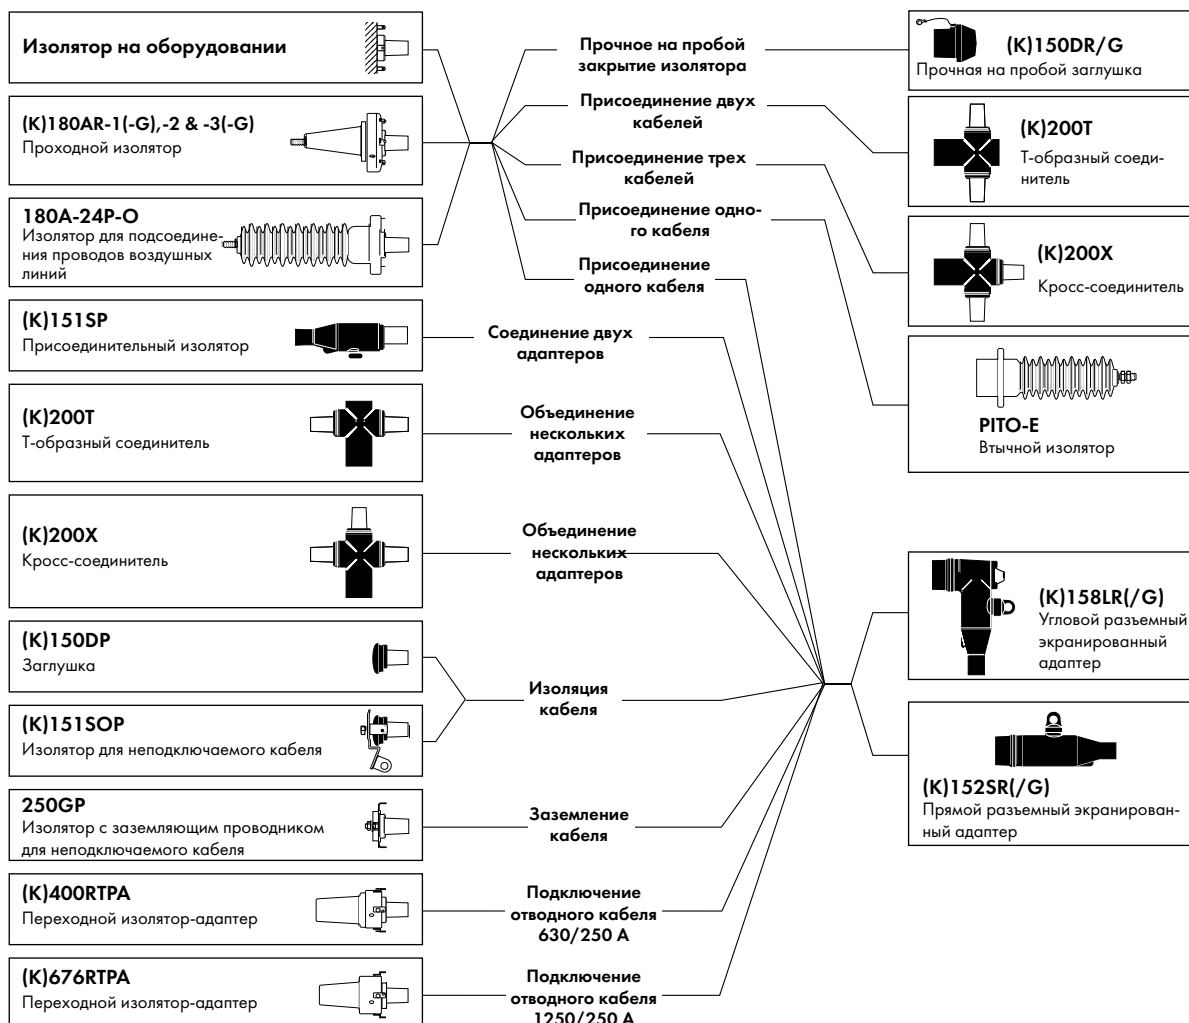 Изолятор на оборудовании
(K)180AR-1(-G),-2 & -3(-G)
Проходной изолятор
180A-24P-O
Изолятор для подсоедине-
ния проводов воздушных
линий
(K)151SP
Присоединительный изолятор
(K)200T
Т-образный соединитель
(K)200X
Кросс-соединитель
(K)150DP
Заглушка
(K)151SOP
Изолятор для неподключаемого кабеля
250GP
Изолятор с заземляющим проводником
для неподключаемого кабеля
(K)400RTPA
Переходной изолятор-адаптер
(K)676RTPA
Переходной изолятор-адаптер
Прочное на пробой
закрытие изолятора
Присоединение двух
кабелей
Присоединение трех
кабелей
Присоединение одно-
го кабеля
Присоединение
одного кабеля
Соединение двух
адаптеров
Объединение
нескольких
адаптеров
Объединение
нескольких
адаптеров
Изоляция
кабеля
Заземление
кабеля
Подключение
отводного кабеля
630/250 А
Подключение
отводного кабеля
1250/250 А
(K)150DR/G
Прочная на пробой заглушка
(K)200T
Т-образный соеди-
нитель
(K)200X
Кросс-соединитель
PITO-E
Втычной изолятор
(K)158LR(/G)
Угловой разъемный
экранированный
адаптер
(K)152SR(/G)
Прямой разъемный экранирован-
ный адаптер